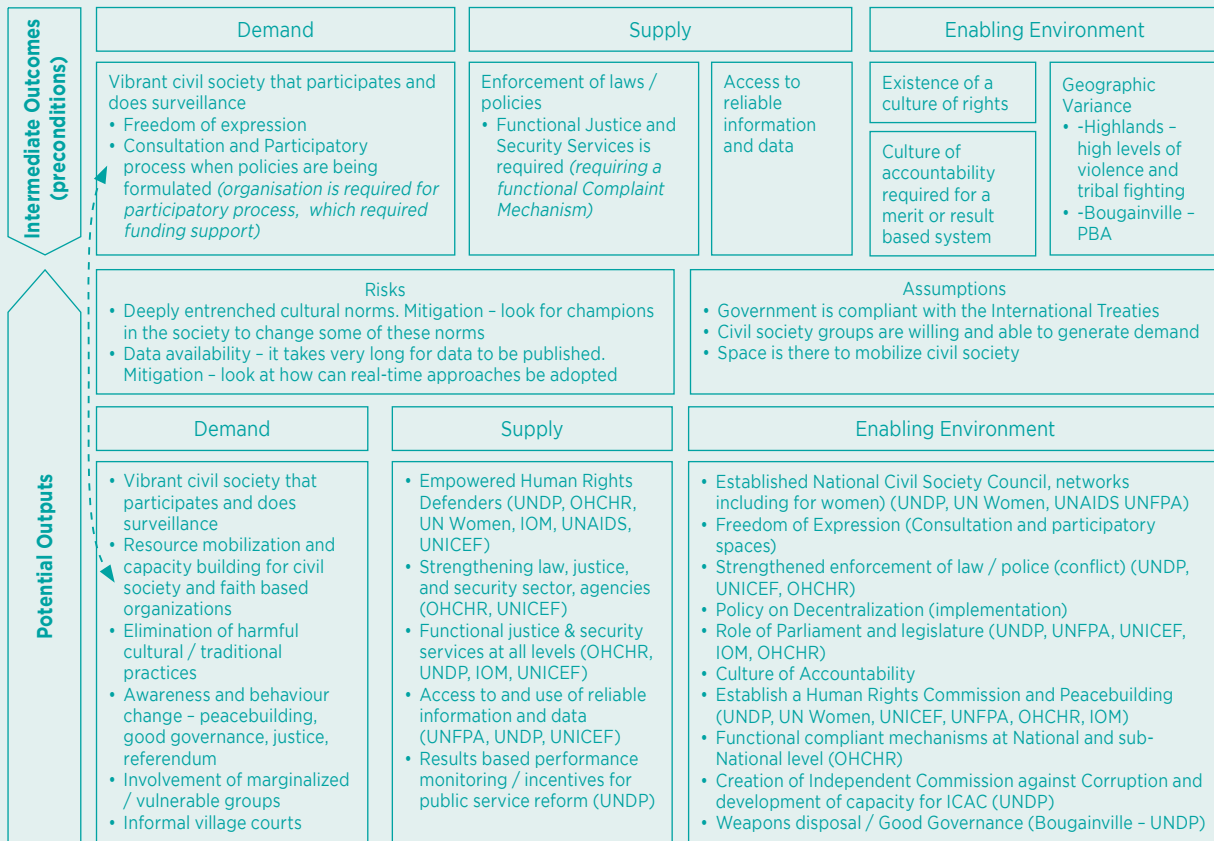 Intermediate Outcomes
(preconditions)
Demand
Supply
Enabling Environment
Vibrant civil society that participates and
does surveillance
• Freedom of expression
• Consultation and Participatory
process when policies are being
formulated (organisation is required for
participatory process, which required
funding support)
Enforcement of laws /
policies
• Functional Justice and
Security Services is
required (requiring a
functional Complaint
Mechanism)
Access to
reliable
information
and data
Existence of a
culture of rights
Culture of
accountability
required for a
merit or result
based system
Geographic
Variance
• -Highlands –
high levels of
violence and
tribal fighting
• -Bougainville –
PBA
Risks
• Deeply entrenched cultural norms. Mitigation – look for champions
in the society to change some of these norms
• Data availability – it takes very long for data to be published.
Mitigation – look at how can real-time approaches be adopted
Assumptions
• Government is compliant with the International Treaties
• Civil society groups are willing and able to generate demand
• Space is there to mobilize civil society
Potential Outputs
Demand
Supply
Enabling Environment
• Vibrant civil society that
participates and does
surveillance
• Resource mobilization and
capacity building for civil
society and faith based
organizations
• Elimination of harmful
cultural / traditional
practices
• Awareness and behaviour
change – peacebuilding,
good governance, justice,
referendum
• Involvement of marginalized
/ vulnerable groups
• Informal village courts
• Empowered Human Rights
Defenders (UNDP, OHCHR,
UN Women, IOM, UNAIDS,
UNICEF)
• Strengthening law, justice,
and security sector, agencies
(OHCHR, UNICEF)
• Functional justice & security
services at all levels (OHCHR,
UNDP, IOM, UNICEF)
• Access to and use of reliable
information and data
(UNFPA, UNDP, UNICEF)
• Results based performance
monitoring / incentives for
public service reform (UNDP)
• Established National Civil Society Council, networks
including for women) (UNDP, UN Women, UNAIDS UNFPA)
• Freedom of Expression (Consultation and participatory
spaces)
• Strengthened enforcement of law / police (conflict) (UNDP,
UNICEF, OHCHR)
• Policy on Decentralization (implementation)
• Role of Parliament and legislature (UNDP, UNFPA, UNICEF,
IOM, OHCHR)
• Culture of Accountability
• Establish a Human Rights Commission and Peacebuilding
(UNDP, UN Women, UNICEF, UNFPA, OHCHR, IOM)
• Functional compliant mechanisms at National and sub-
National level (OHCHR)
• Creation of Independent Commission against Corruption and
development of capacity for ICAC (UNDP)
• Weapons disposal / Good Governance (Bougainville – UNDP)